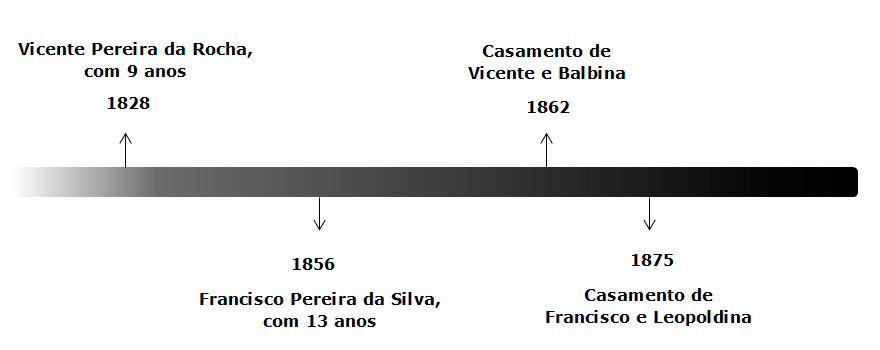 Vicente Pereira da Rocha,
com 9 anos
1828
Casamento de
Vicente e Balbina
1862
1856
Francisco Pereira da Silva,
com 13 anos
1875
Casamento de
Francisco e Leopoldina